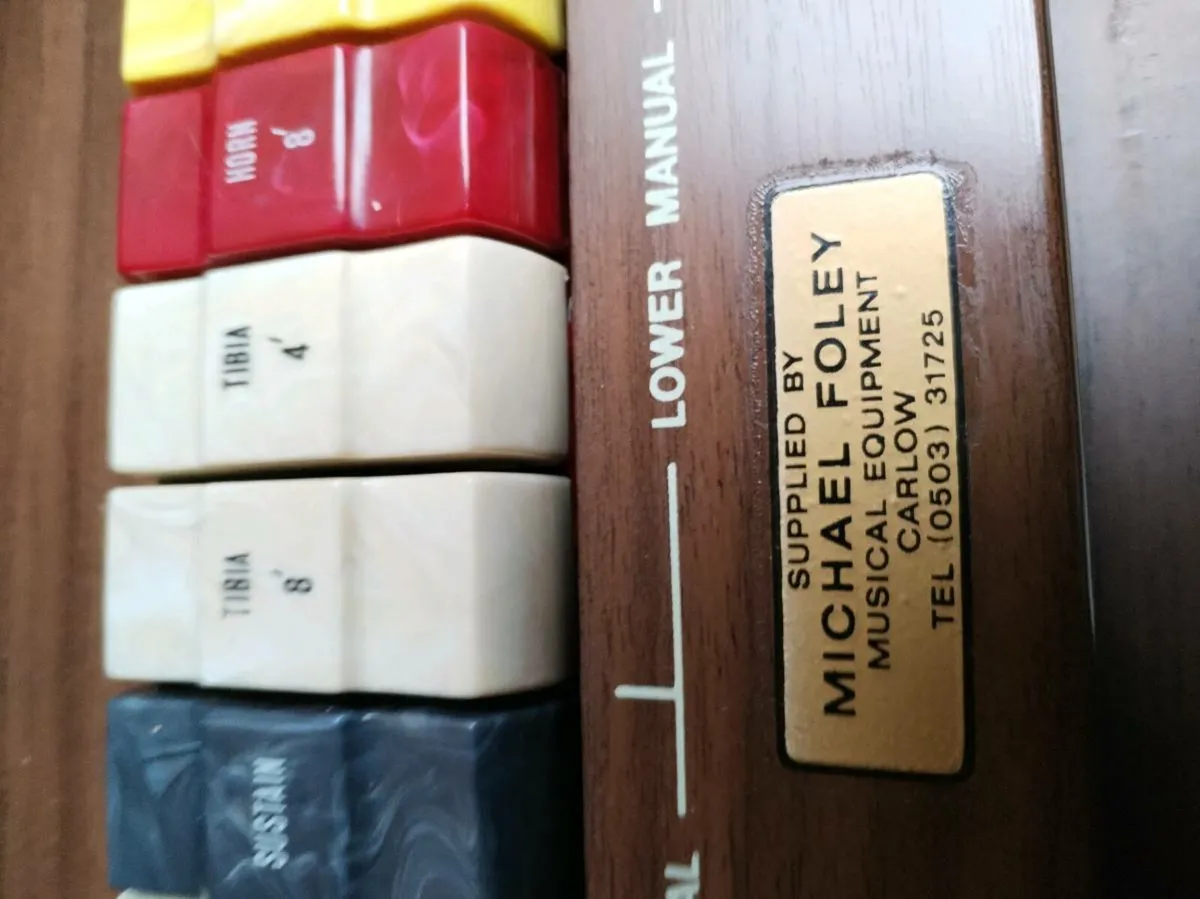 SUSTAIN
TIBIA
8'
TIBIA
4'
HORN
8'
AL
LOWER MANUAL
SUPPLIED BY
MICHAEL FOLEY
MUSICAL EQUIPMENT
CARLOW
TEL (0503) 31725